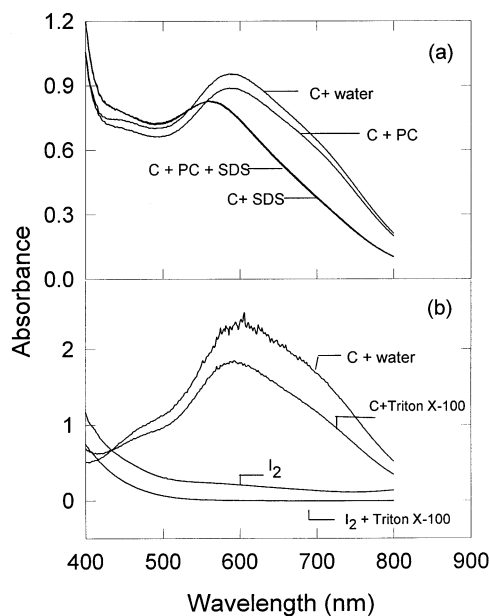 1.2
(a)
0.9
C+ water
C + PC
0.6
C + PC + SDS
C+ SDS
0.3
0.0
Absorbance
(b)
2
C + water
1
C+Triton X-100
I2
0
I2 + Triton X-100
400 500 600 700 800 900
Wavelength (nm)